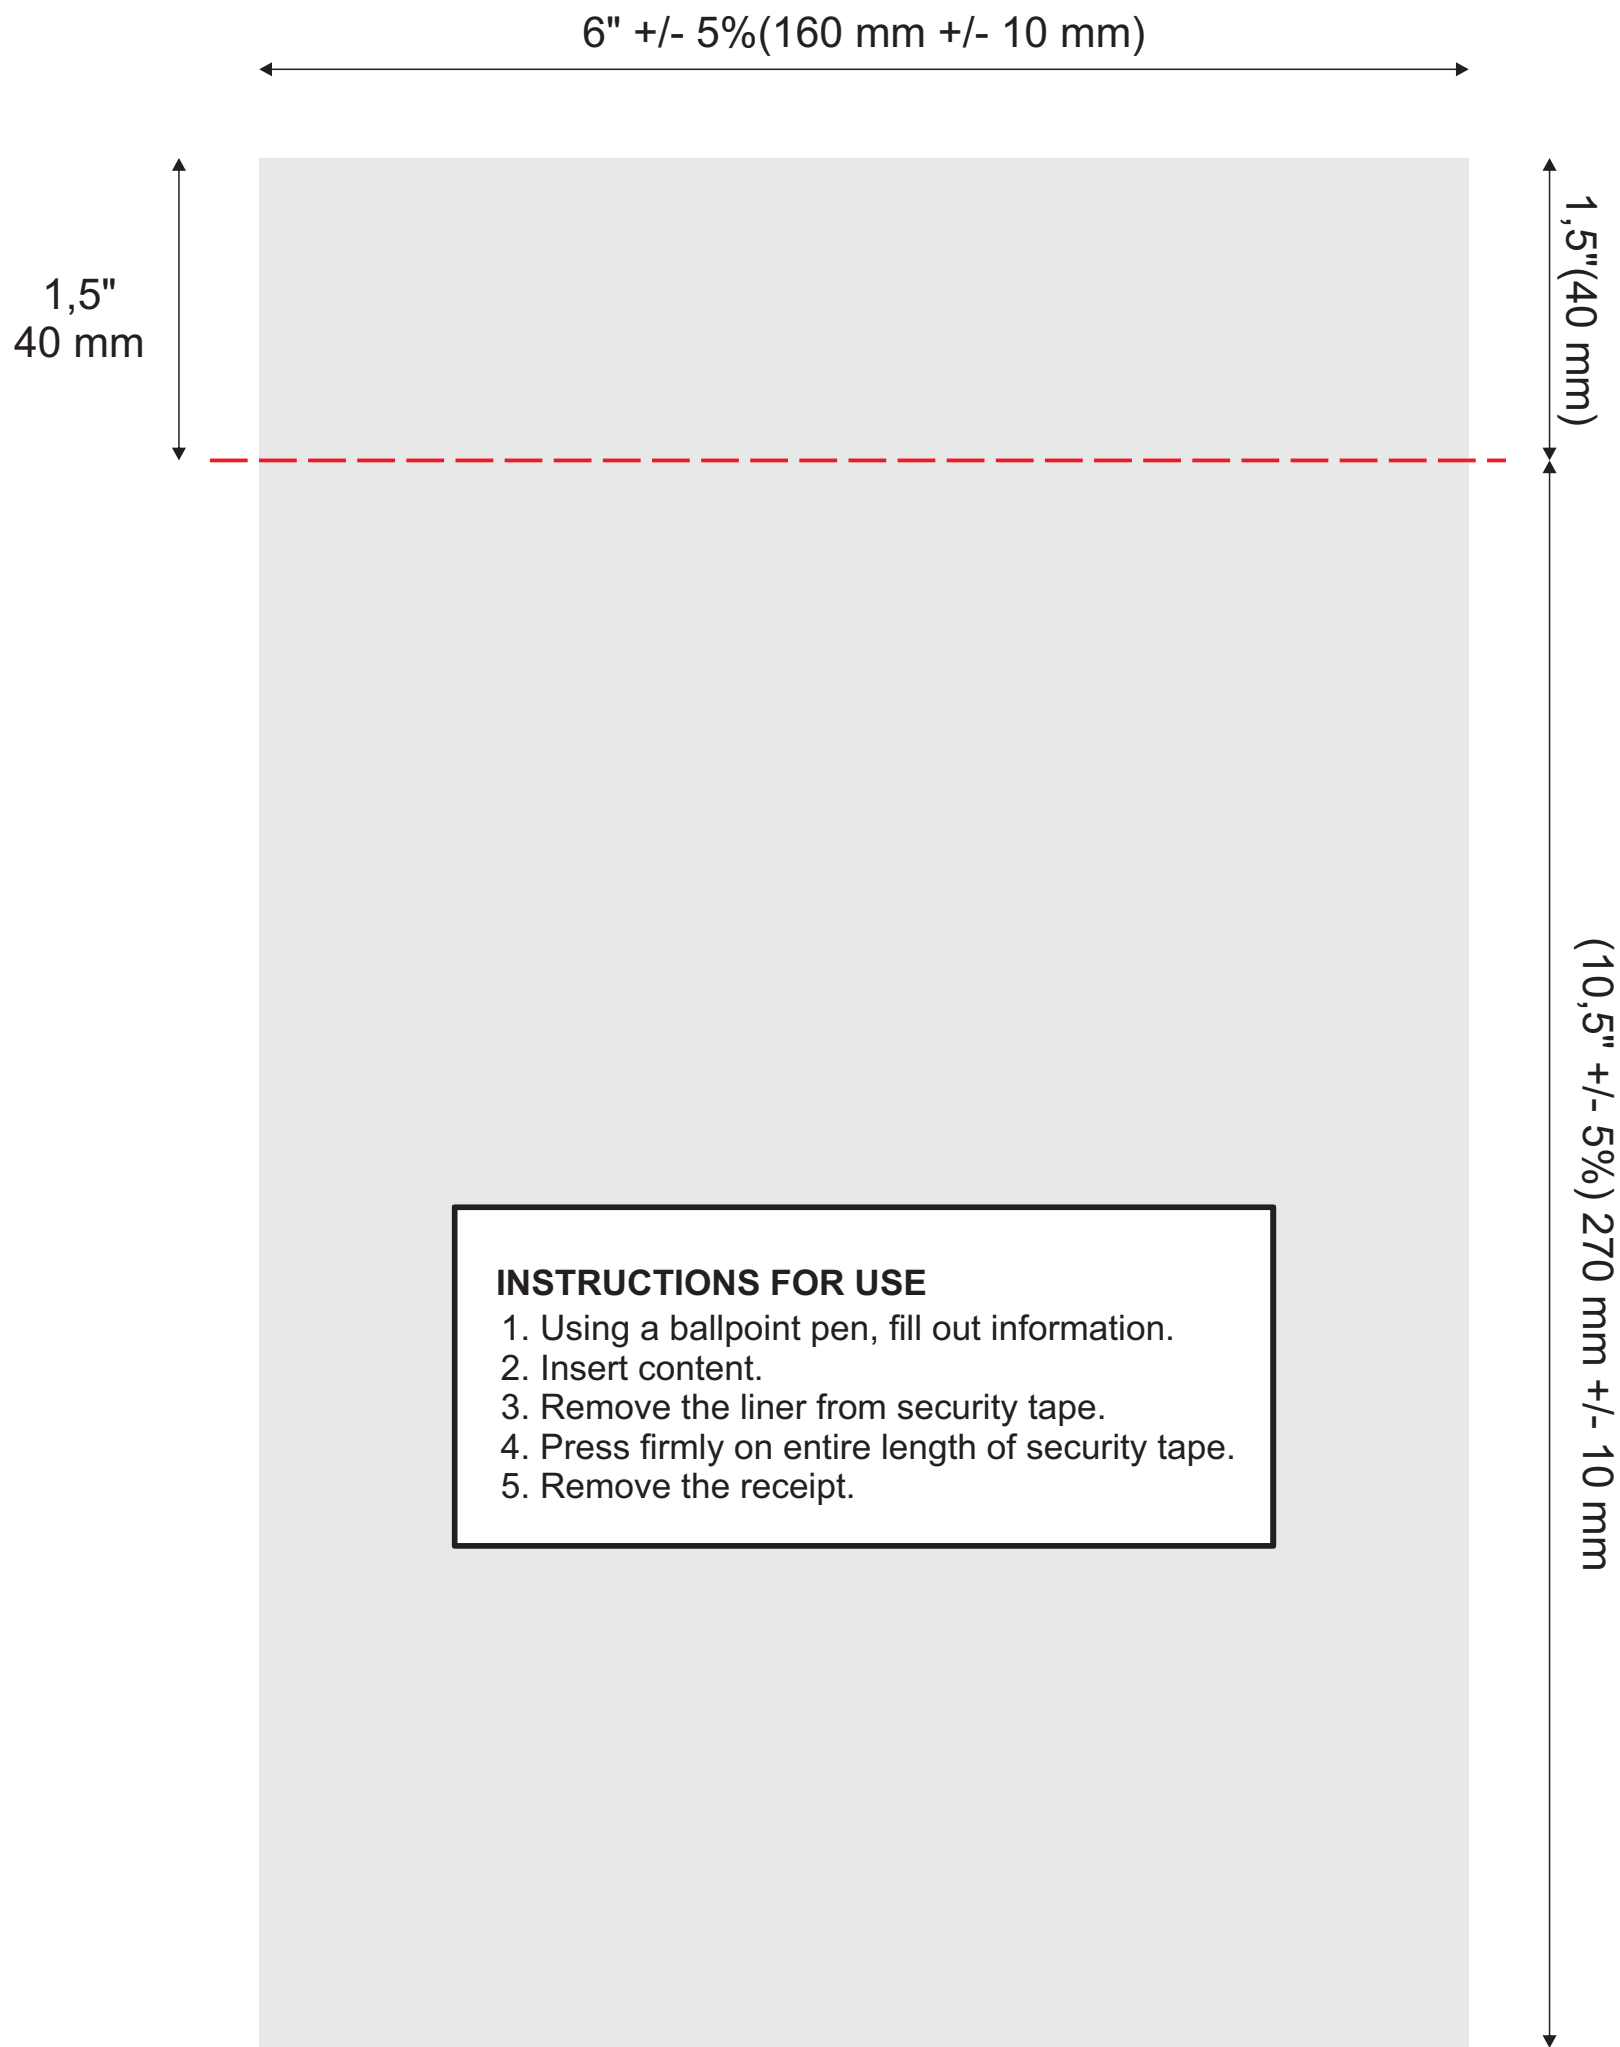 6" +/- 5%(160 mm +/- 10 mm)
1,5"
40 mm
1,5"(40 mm)
(10,5" +/- 5%) 270 mm +/- 10 mm
INSTRUCTIONS FOR USE
1. Using a ballpoint pen, fill out information.
2. Insert content.
3. Remove the liner from security tape.
4. Press firmly on entire length of security tape.
5. Remove the receipt.